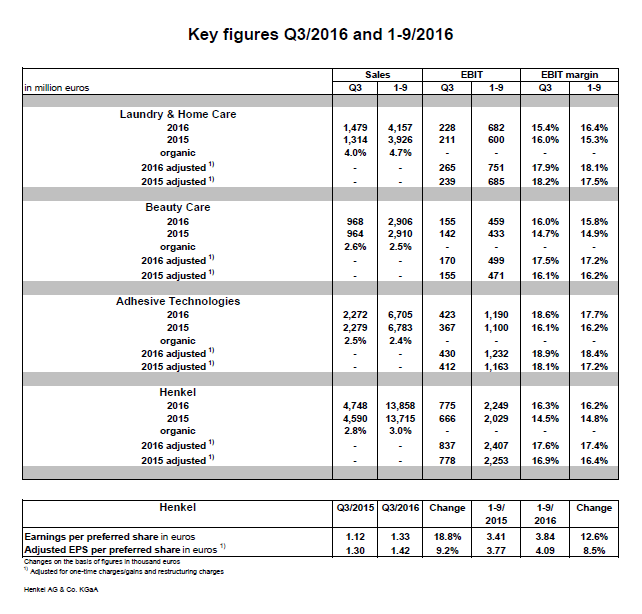 Key figures Q3/2016 and 1-9/2016
Sales EBIT EBIT margin
in million euros Q3 1-9 Q3 1-9 Q3 1-9
Laundry & Home Care
2016 1,479 4,157 228 682 15.4% 16.4%
2015 1,314 3,926 211 600 16.0% 15.3%
organic 4.0% 4.7% - - - -
2016 adjusted 1) - - 265 751 17.9% 18.1%
2015 adjusted 1) - - 239 685 18.2% 17.5%
Beauty Care
2016 968 2,906 155 459 16.0% 15.8%
2015 964 2,910 142 433 14.7% 14.9%
organic 2.6% 2.5% - - - -
2016 adjusted 1) - - 170 499 17.5% 17.2%
2015 adjusted 1) - - 155 471 16.1% 16.2%
Adhesive Technologies
2016 2,272 6,705 423 1,190 18.6% 17.7%
2015 2,279 6,783 367 1,100 16.1% 16.2%
organic 2.5% 2.4% - - - -
2016 adjusted 1) - - 430 1,232 18.9% 18.4%
2015 adjusted 1) - - 412 1,163 18.1% 17.2%
Henkel
2016 4,748 13,858 775 2,249 16.3% 16.2%
2015 4,590 13,715 666 2,029 14.5% 14.8%
organic 2.8% 3.0% - - - -
2016 adjusted 1) - - 837 2,407 17.6% 17.4%
2015 adjusted 1) - - 778 2,253 16.9% 16.4%
Henkel Q3/2015 Q3/2016 Change 1-9/ 1-9/ Change
2015 2016
Earnings per preferred share in euros 1.12 1.33 18.8% 3.41 3.84 12.6%
Adjusted EPS per preferred share in euros 1) 1.30 1.42 9.2% 3.77 4.09 8.5%
Changes on the basis of figures in thousand euros
1) Adjusted for one-time charges/gains and restructuring charges
Henkel AG & Co. KGaA